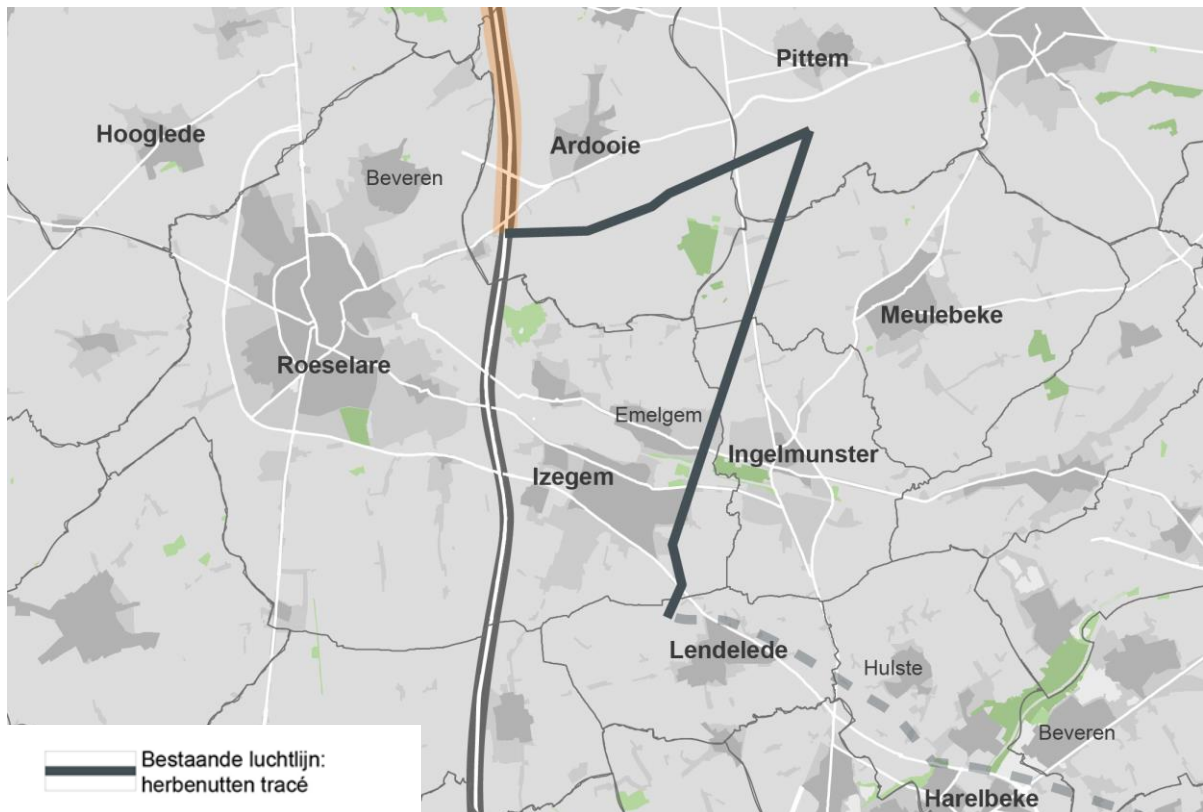 Pittem
Hooglede
Ardooie
Beveren
Meulebeke
Roeselare
Emelgem
Ingelmunster
Izegem
Lendelede
Hulste
Beveren
Harelbeke
Bestaande luchtlijn:
herbenutten tracé